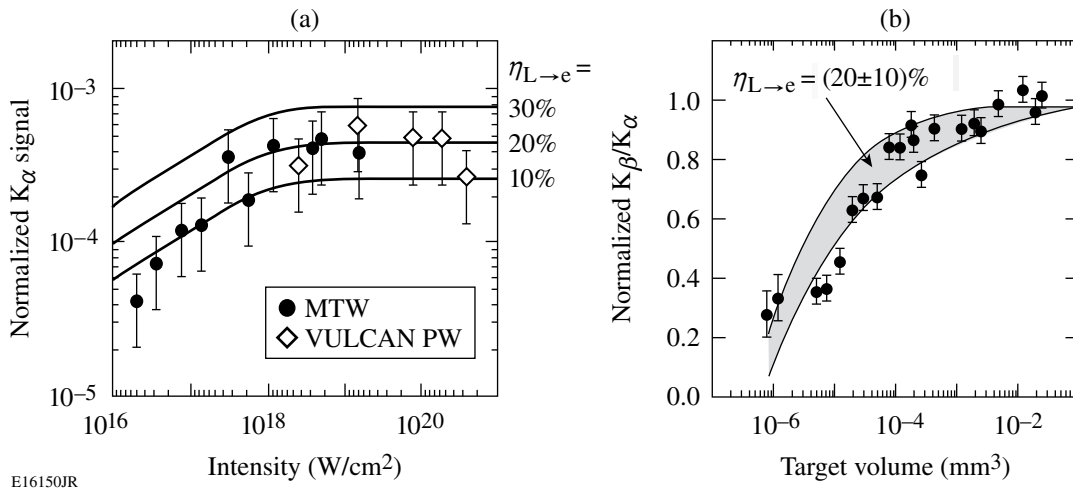 (a)
Normalized Kα signal
10⁻³
10⁻⁴
10⁻⁵
10¹⁶
10¹⁸
10²⁰
Intensity (W/cm²)
η_L→e =
30%
20%
10%
MTW
VULCAN PW
(b)
Normalized Kβ/Kα
η_L→e = (20±10)%
1.0
0.8
0.6
0.4
0.2
0.0
10⁻⁶
10⁻⁴
10⁻²
Target volume (mm³)
E16150JR